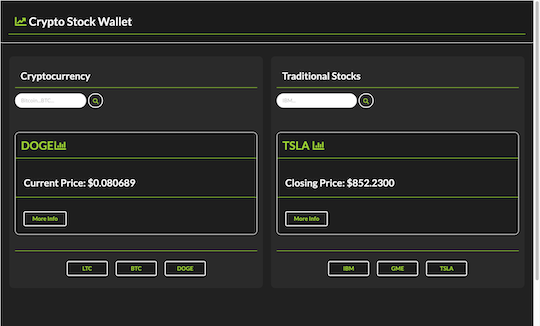 Crypto Stock Wallet
Cryptocurrency
Bitcoin...BTC...
DOGE
Current Price: $0.080689
More Info
LTC BTC DOGE
Traditional Stocks
IBM...
TSLA
Closing Price: $852.2300
More Info
IBM GME TSLA